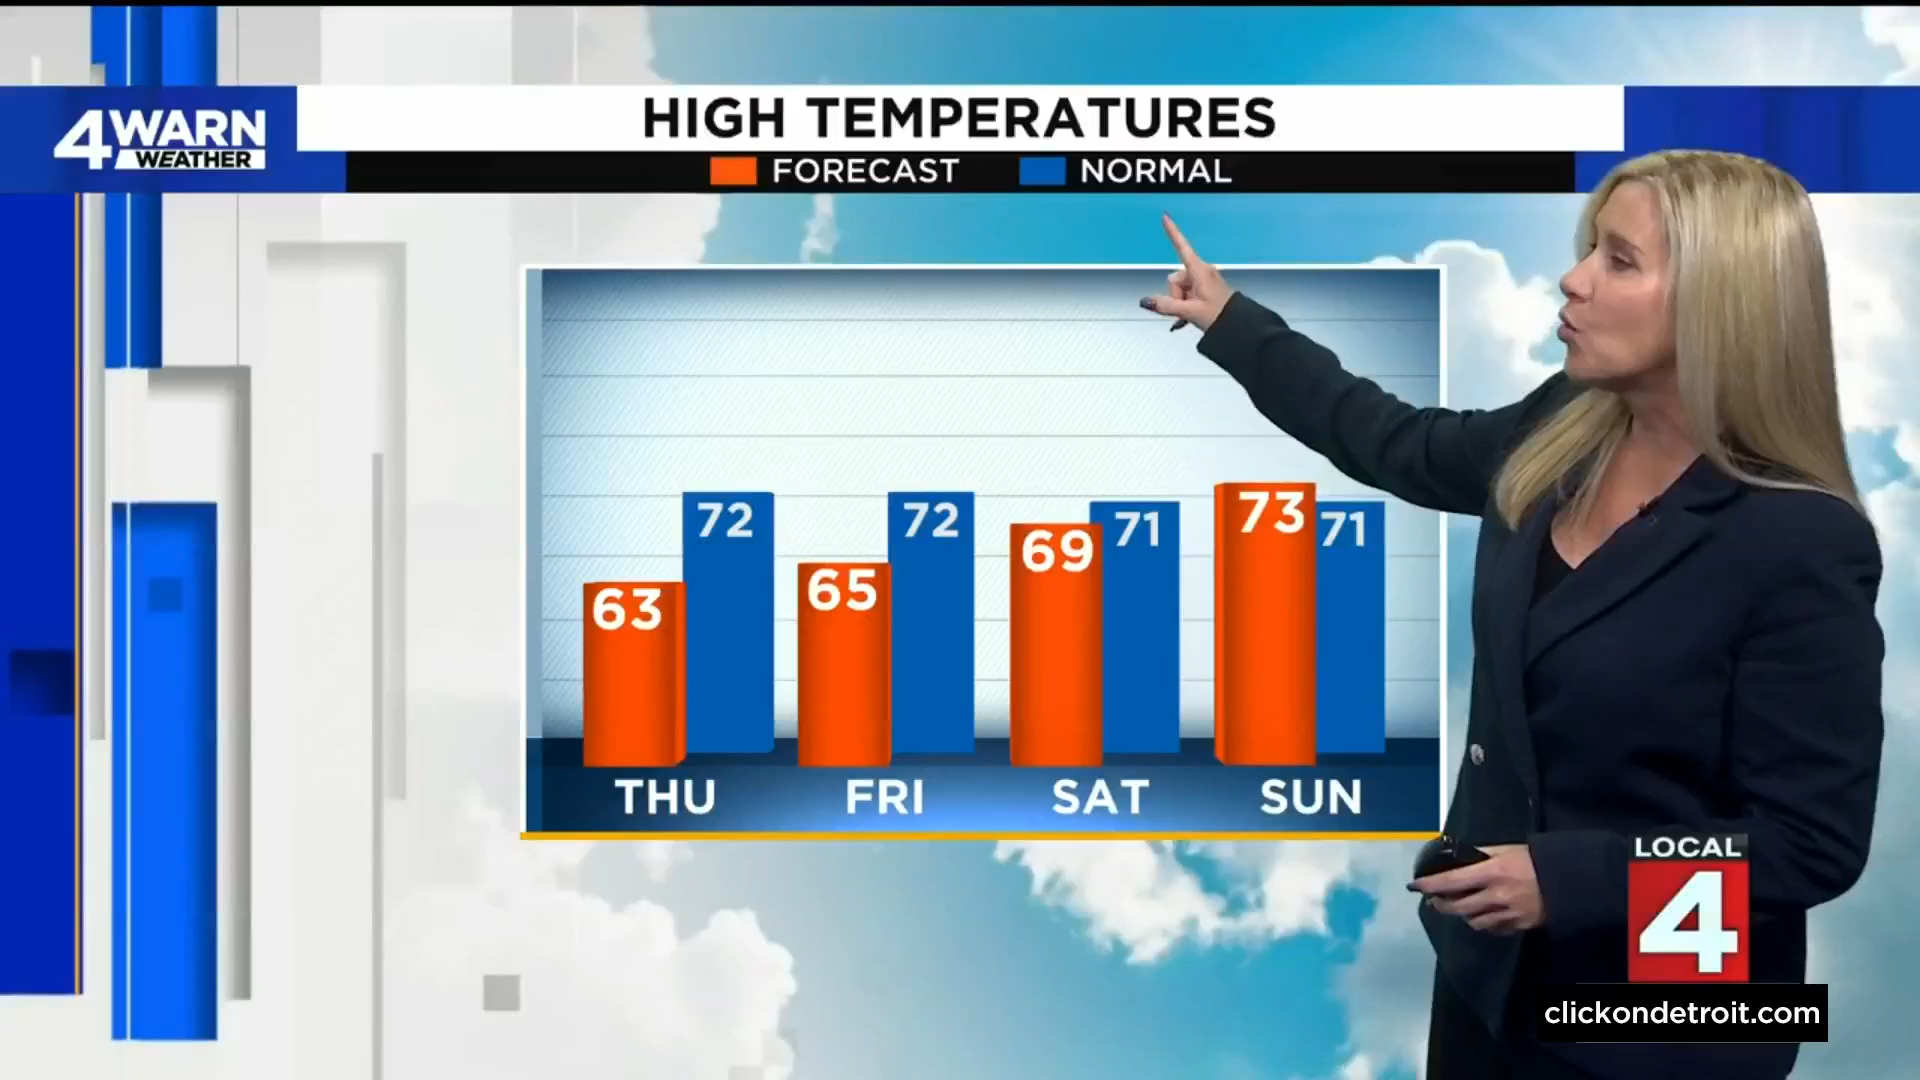 4WARN
WEATHER
HIGH TEMPERATURES
FORECAST NORMAL
63 72 65 72 69 71 73 71
THU FRI SAT SUN
LOCAL
4
clickondetroit.com